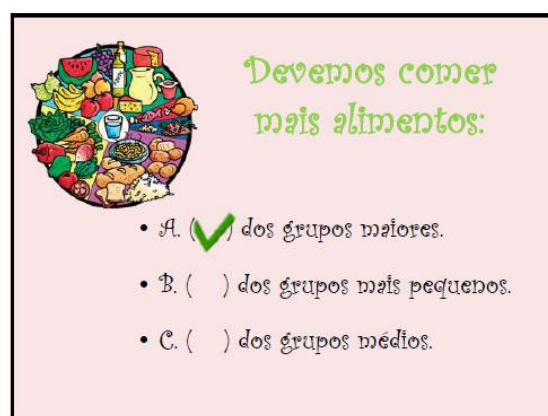 Devemos comer
mais alimentos:
• A. (✓) dos grupos maiores.
• B. ( ) dos grupos mais pequenos.
• C. ( ) dos grupos médios.